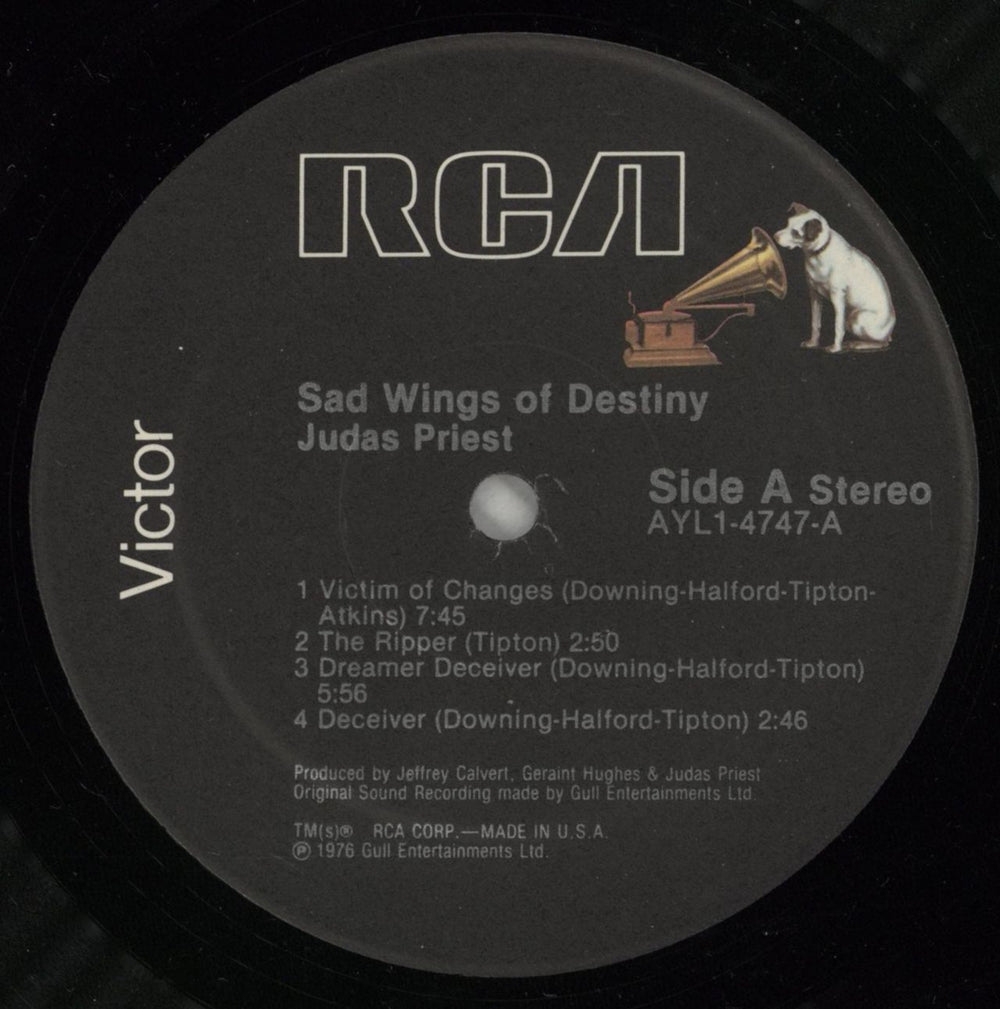 RCA
Victor
Sad Wings of Destiny
Judas Priest
Side A Stereo
AYL1-4747-A
1 Victim of Changes (Downing-Halford-Tipton-
Atkins) 7:45
2 The Ripper (Tipton) 2:50
3 Dreamer Deceiver (Downing-Halford-Tipton)
5:56
4 Deceiver (Downing-Halford-Tipton) 2:46
Produced by Jeffrey Calvert, Geraint Hughes & Judas Priest
Original Sound Recording made by Gull Entertainments Ltd.
TM(s)® RCA CORP.—MADE IN U.S.A.
℗ 1976 Gull Entertainments Ltd.